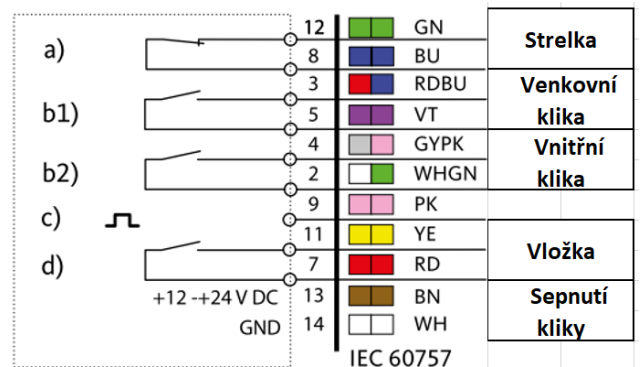 12 GN Strelka
a)
8 BU
3 RDBU Venkovní
b1) klika
5 VT
4 GYPK Vnitřní
b2) klika
2 WHGN
9 PK
c)
11 YE Vložka
d)
7 RD
+12 -+24 V DC 13 BN Sepnutí
GND 14 WH kliky
IEC 60757